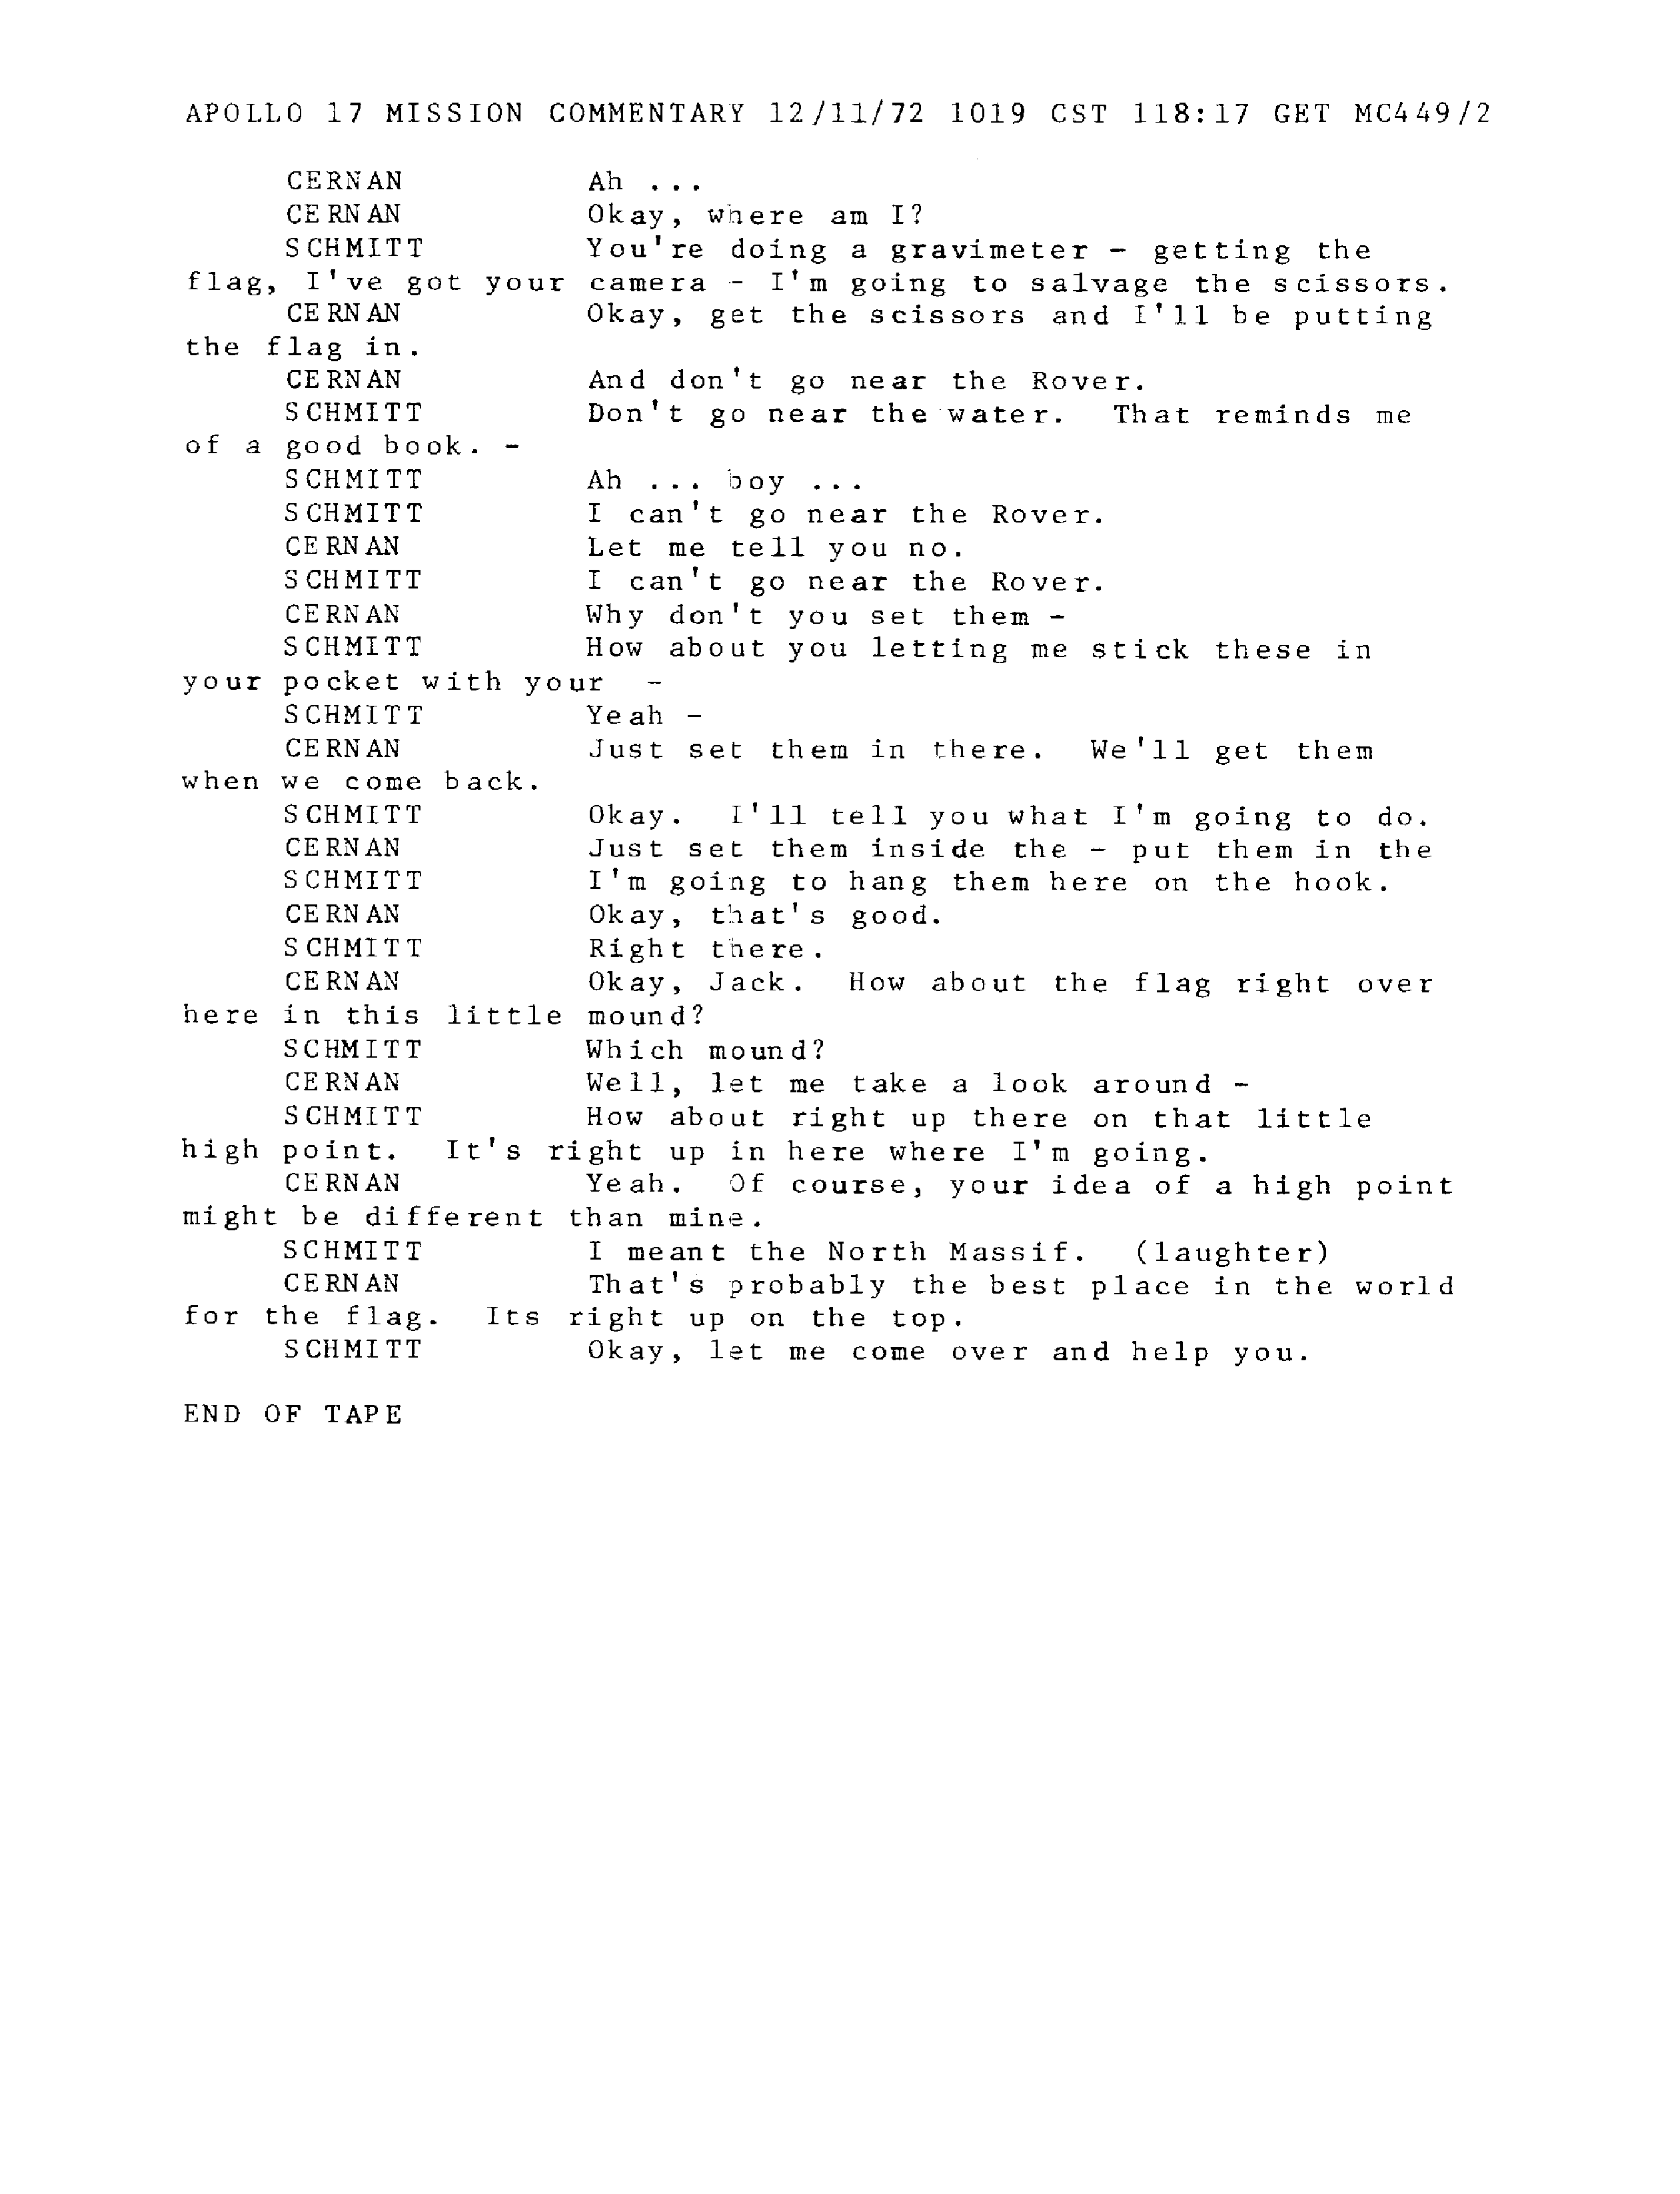 APOLLO 17 MISSION COMMENTARY 12/11/72 1019 CST 118:17 GET MC449/2
CERNAN Ah ...
CERNAN Okay, where am I?
SCHMITT You're doing a gravimeter - getting the
flag, I've got your camera - I'm going to salvage the scissors.
CERNAN Okay, get the scissors and I'll be putting
the flag in.
CERNAN And don't go near the Rover.
SCHMITT Don't go near the water. That reminds me
of a good book. -
SCHMITT Ah ... boy ...
SCHMITT I can't go near the Rover.
CERNAN Let me tell you no.
SCHMITT I can't go near the Rover.
CERNAN Why don't you set them -
SCHMITT How about you letting me stick these in
your pocket with your -
SCHMITT Yeah -
CERNAN Just set them in there. We'll get them
when we come back.
SCHMITT Okay. I'll tell you what I'm going to do.
CERNAN Just set them inside the - put them in the
SCHMITT I'm going to hang them here on the hook.
CERNAN Okay, that's good.
SCHMITT Right there.
CERNAN Okay, Jack. How about the flag right over
here in this little mound?
SCHMITT Which mound?
CERNAN Well, let me take a look around -
SCHMITT How about right up there on that little
high point. It's right up in here where I'm going.
CERNAN Yeah. Of course, your idea of a high point
might be different than mine.
SCHMITT I meant the North Massif. (laughter)
CERNAN That's probably the best place in the world
for the flag. Its right up on the top.
SCHMITT Okay, let me come over and help you.
END OF TAPE